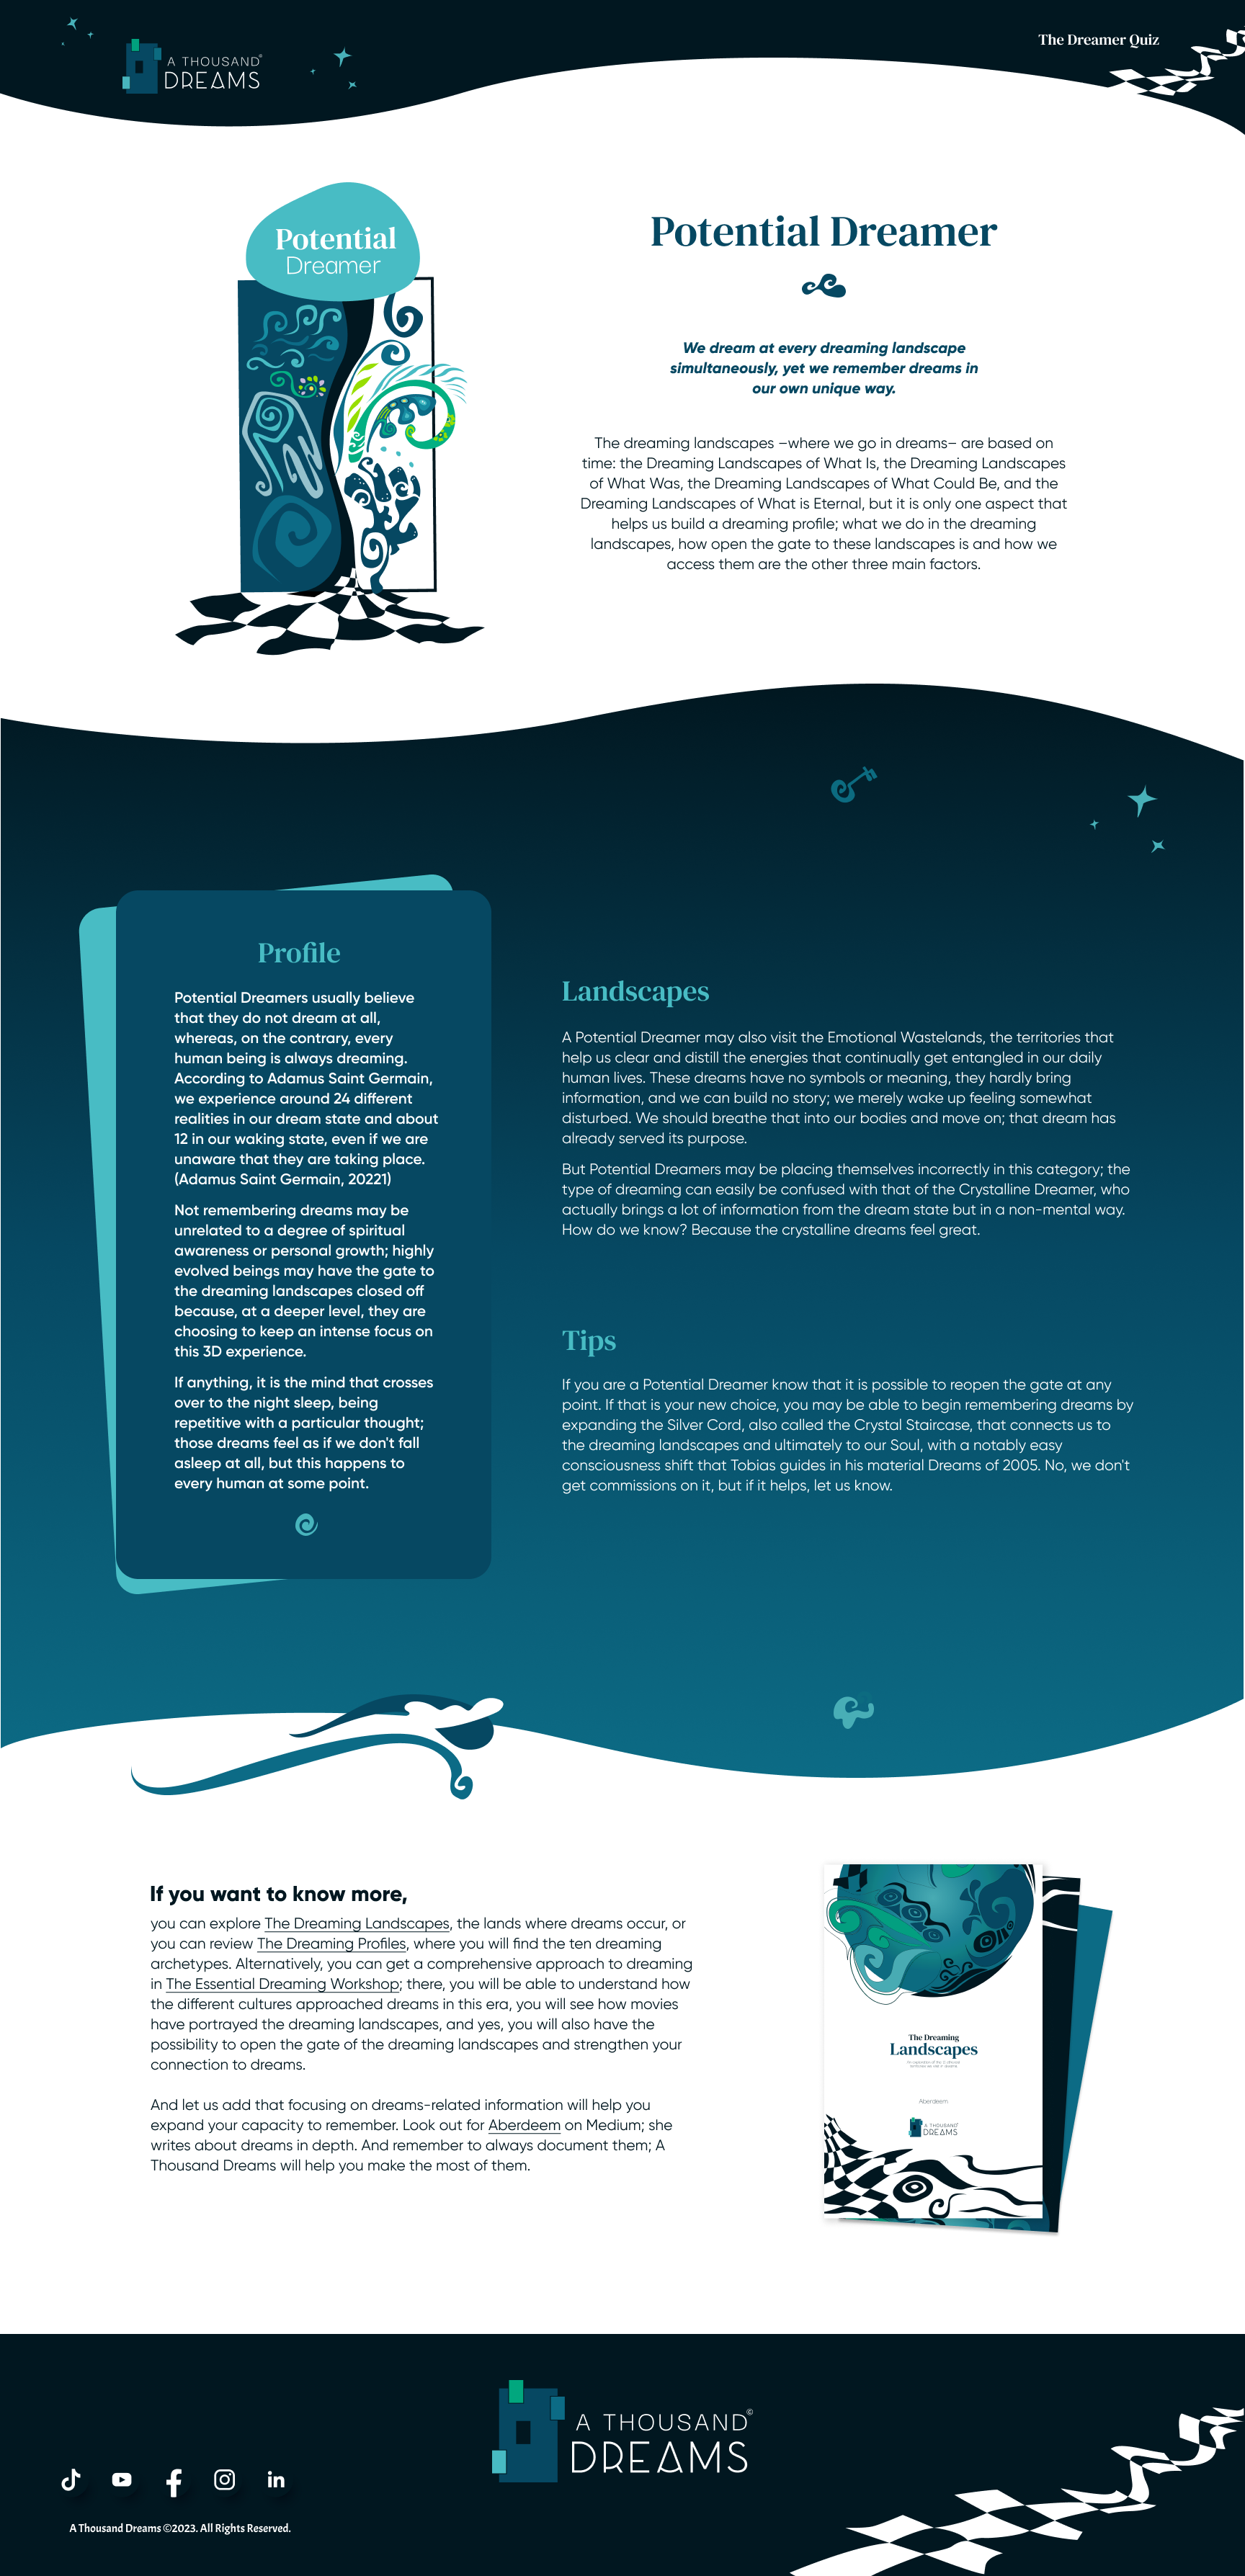 A THOUSAND
DREAMS
The Dreamer Quiz
Potential
Dreamer
Potential Dreamer
We dream at every dreaming landscape
simultaneously, yet we remember dreams in
our own unique way.
The dreaming landscapes –where we go in dreams– are based on
time: the Dreaming Landscapes of What Is, the Dreaming Landscapes
of What Was, the Dreaming Landscapes of What Could Be, and the
Dreaming Landscapes of What is Eternal, but it is only one aspect that
helps us build a dreaming profile; what we do in the dreaming
landscapes, how open the gate to these landscapes is and how we
access them are the other three main factors.
Profile
Potential Dreamers usually believe
that they do not dream at all,
whereas, on the contrary, every
human being is always dreaming.
According to Adamus Saint Germain,
we experience around 24 different
realities in our dream state and about
12 in our waking state, even if we are
unaware that they are taking place.
(Adamus Saint Germain, 20221)
Not remembering dreams may be
unrelated to a degree of spiritual
awareness or personal growth; highly
evolved beings may have the gate to
the dreaming landscapes closed off
because, at a deeper level, they are
choosing to keep an intense focus on
this 3D experience.
If anything, it is the mind that crosses
over to the night sleep, being
repetitive with a particular thought;
those dreams feel as if we don't fall
asleep at all, but this happens to
every human at some point.
Landscapes
A Potential Dreamer may also visit the Emotional Wastelands, the territories that
help us clear and distill the energies that continually get entangled in our daily
human lives. These dreams have no symbols or meaning, they hardly bring
information, and we can build no story; we merely wake up feeling somewhat
disturbed. We should breathe that into our bodies and move on; that dream has
already served its purpose.
But Potential Dreamers may be placing themselves incorrectly in this category; the
type of dreaming can easily be confused with that of the Crystalline Dreamer, who
actually brings a lot of information from the dream state but in a non-mental way.
How do we know? Because the crystalline dreams feel great.
Tips
If you are a Potential Dreamer know that it is possible to reopen the gate at any
point. If that is your new choice, you may be able to begin remembering dreams by
expanding the Silver Cord, also called the Crystal Staircase, that connects us to
the dreaming landscapes and ultimately to our Soul, with a notably easy
consciousness shift that Tobias guides in his material Dreams of 2005. No, we don't
get commissions on it, but if it helps, let us know.
If you want to know more,
you can explore The Dreaming Landscapes, the lands where dreams occur, or
you can review The Dreaming Profiles, where you will find the ten dreaming
archetypes. Alternatively, you can get a comprehensive approach to dreaming
in The Essential Dreaming Workshop; there, you will be able to understand how
the different cultures approached dreams in this era, you will see how movies
have portrayed the dreaming landscapes, and yes, you will also have the
possibility to open the gate of the dreaming landscapes and strengthen your
connection to dreams.
And let us add that focusing on dreams-related information will help you
expand your capacity to remember. Look out for Aberdeem on Medium; she
writes about dreams in depth. And remember to always document them; A
Thousand Dreams will help you make the most of them.
The Dreaming
Landscapes
Aberdeem
A THOUSAND
DREAMS
A THOUSAND©
DREAMS
A Thousand Dreams ©2023. All Rights Reserved.